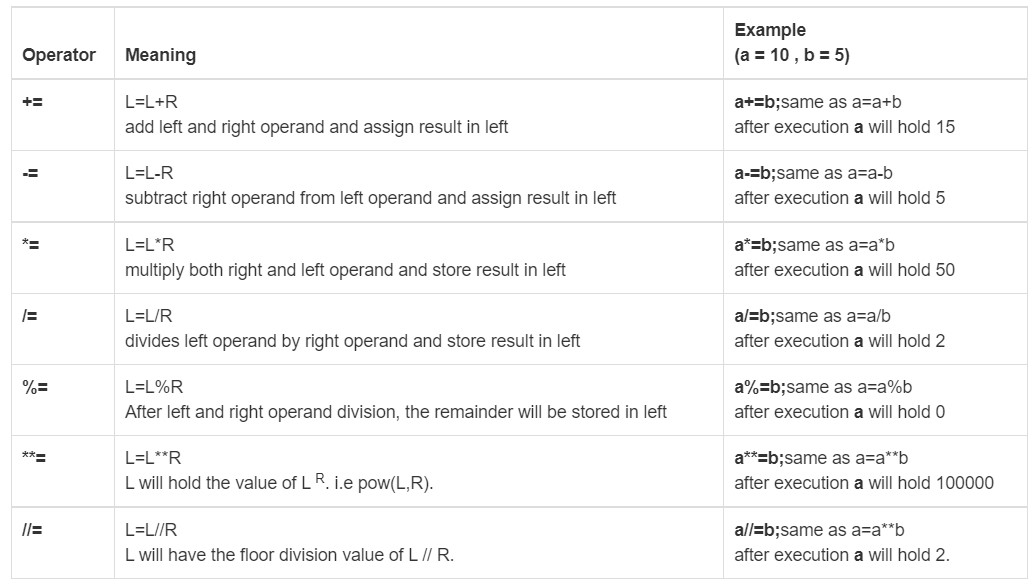 Operator Meaning Example
(a = 10 , b = 5)
+= L=L+R a+=b;same as a=a+b
add left and right operand and assign result in left after execution a will hold 15
-= L=L-R a-=b;same as a=a-b
subtract right operand from left operand and assign result in left after execution a will hold 5
*= L=L*R a*=b;same as a=a*b
multiply both right and left operand and store result in left after execution a will hold 50
/= L=L/R a/=b;same as a=a/b
divides left operand by right operand and store result in left after execution a will hold 2
%= L=L%R a%=b;same as a=a%b
After left and right operand division, the remainder will be stored in left after execution a will hold 0
**= L=L**R a**=b;same as a=a**b
L will hold the value of L R. i.e pow(L,R). after execution a will hold 100000
//= L=L//R a//=b;same as a=a**b
L will have the floor division value of L // R. after execution a will hold 2.